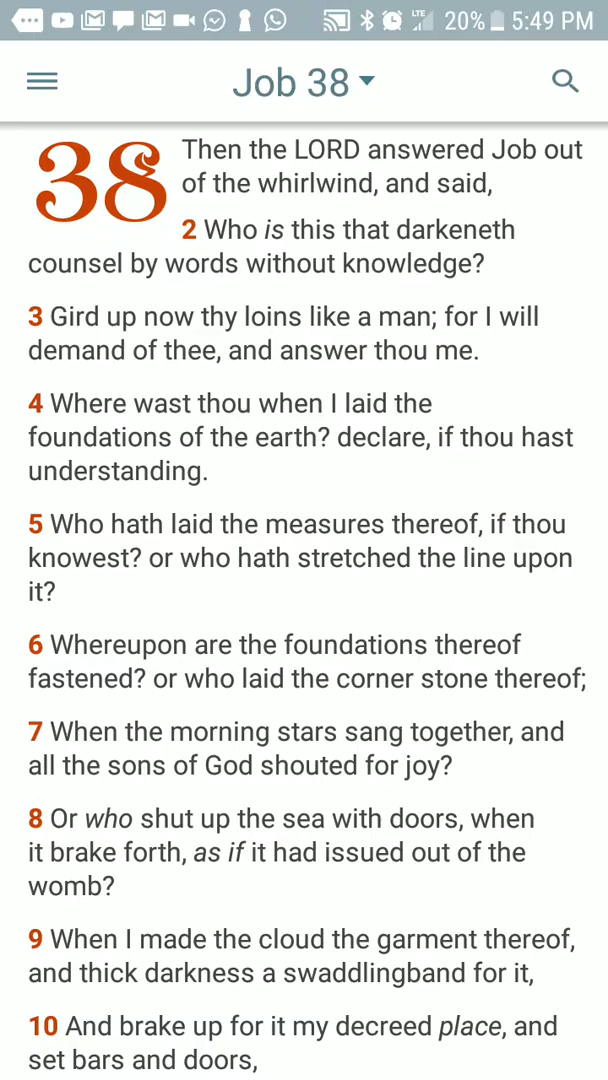 LTE 20% 5:49 PM
Job 38
38 Then the LORD answered Job out
of the whirlwind, and said,
2 Who is this that darkeneth
counsel by words without knowledge?
3 Gird up now thy loins like a man; for I will
demand of thee, and answer thou me.
4 Where wast thou when I laid the
foundations of the earth? declare, if thou hast
understanding.
5 Who hath laid the measures thereof, if thou
knowest? or who hath stretched the line upon
it?
6 Whereupon are the foundations thereof
fastened? or who laid the corner stone thereof;
7 When the morning stars sang together, and
all the sons of God shouted for joy?
8 Or who shut up the sea with doors, when
it brake forth, as if it had issued out of the
womb?
9 When I made the cloud the garment thereof,
and thick darkness a swaddlingband for it,
10 And brake up for it my decreed place, and
set bars and doors,